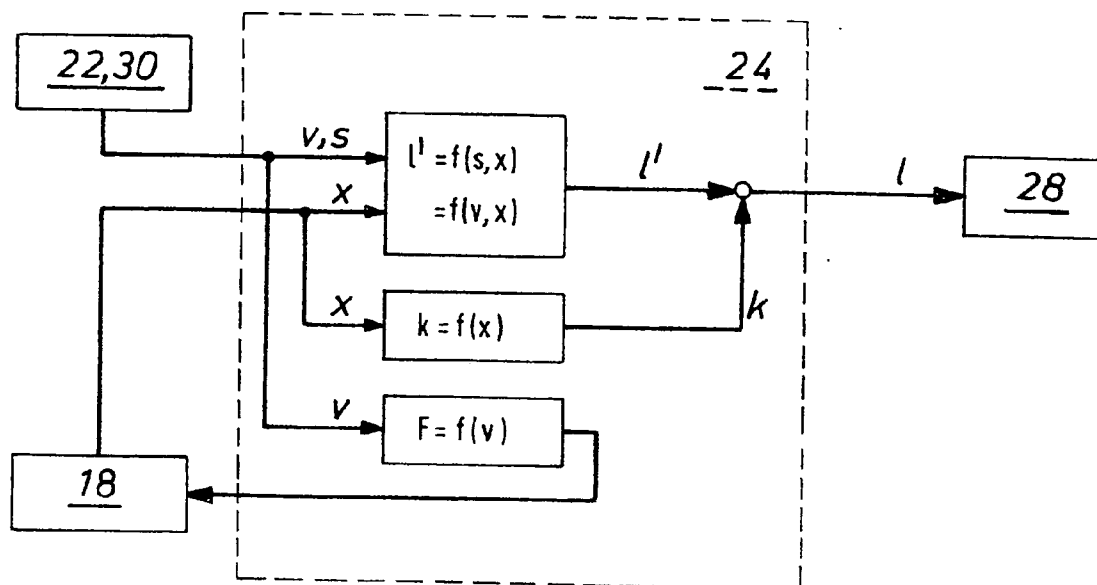 22,30
24
v,s
l' = f(s,x)
= f(v,x)
l'
l
28
x
x
k = f(x)
k
v
F = f(v)
18